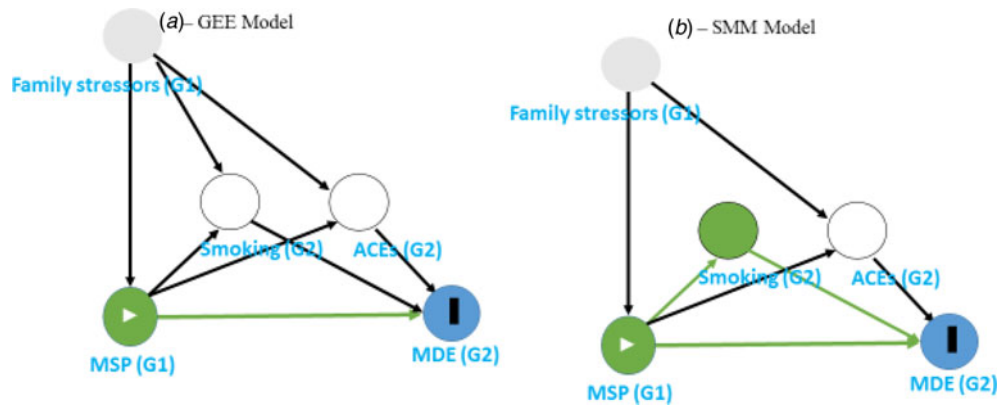 (a) – GEE Model
Family stressors (G1)
Smoking (G2)
ACEs (G2)
MSP (G1)
MDE (G2)
(b) – SMM Model
Family stressors (G1)
Smoking (G2)
ACEs (G2)
MSP (G1)
MDE (G2)